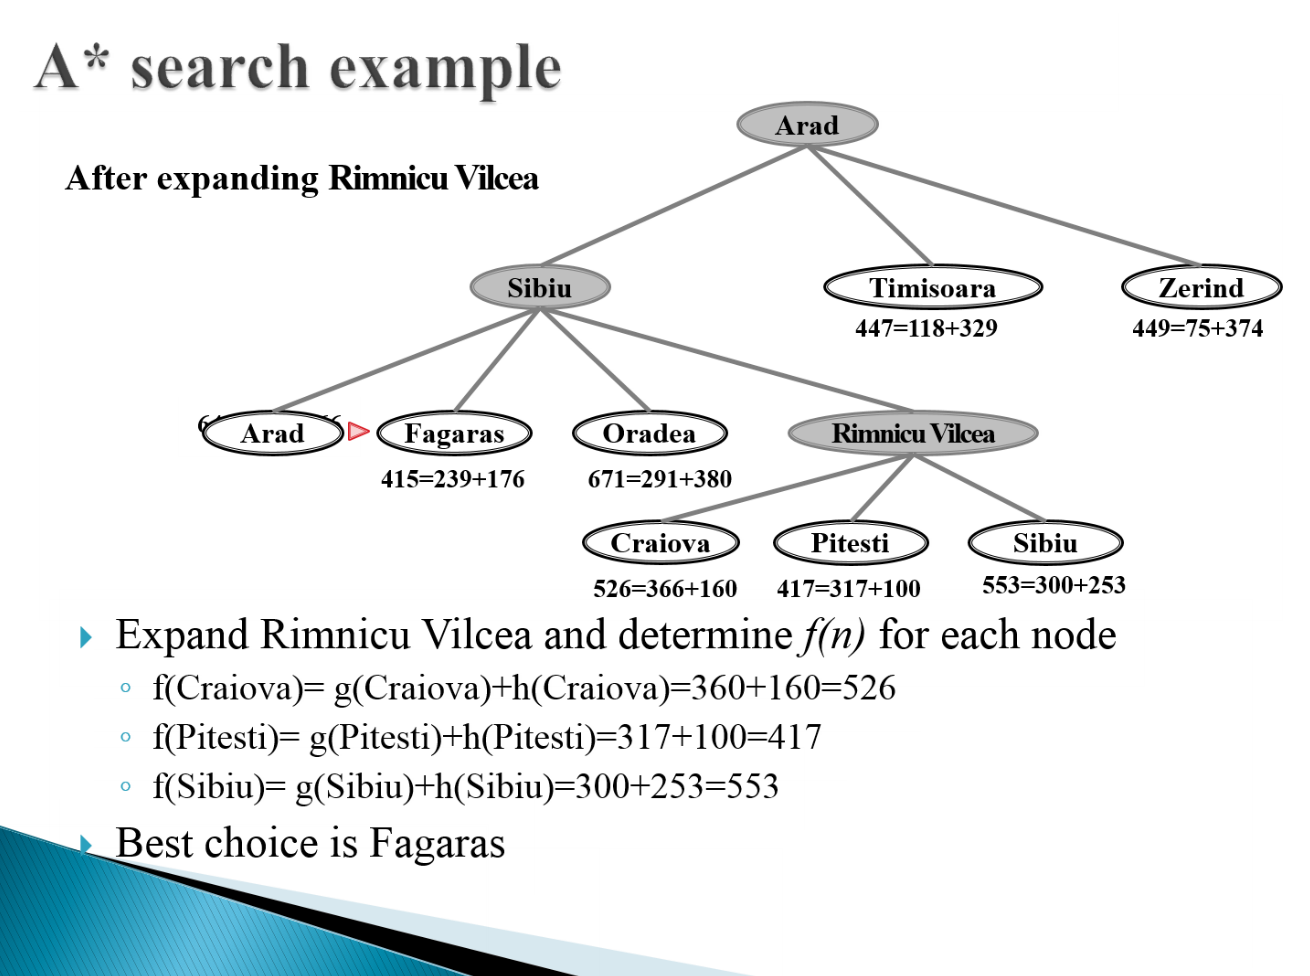 A* search example
Arad
After expanding Rimnicu Vilcea
Sibiu
Timisoara
Zerind
447=118+329
449=75+374
Arad
Fagaras
Oradea
Rimnicu Vilcea
415=239+176
671=291+380
Craiova
Pitesti
Sibiu
526=366+160
417=317+100
553=300+253
Expand Rimnicu Vilcea and determine f(n) for each node
f(Craiova)= g(Craiova)+h(Craiova)=360+160=526
f(Pitesti)= g(Pitesti)+h(Pitesti)=317+100=417
f(Sibiu)= g(Sibiu)+h(Sibiu)=300+253=553
Best choice is Fagaras